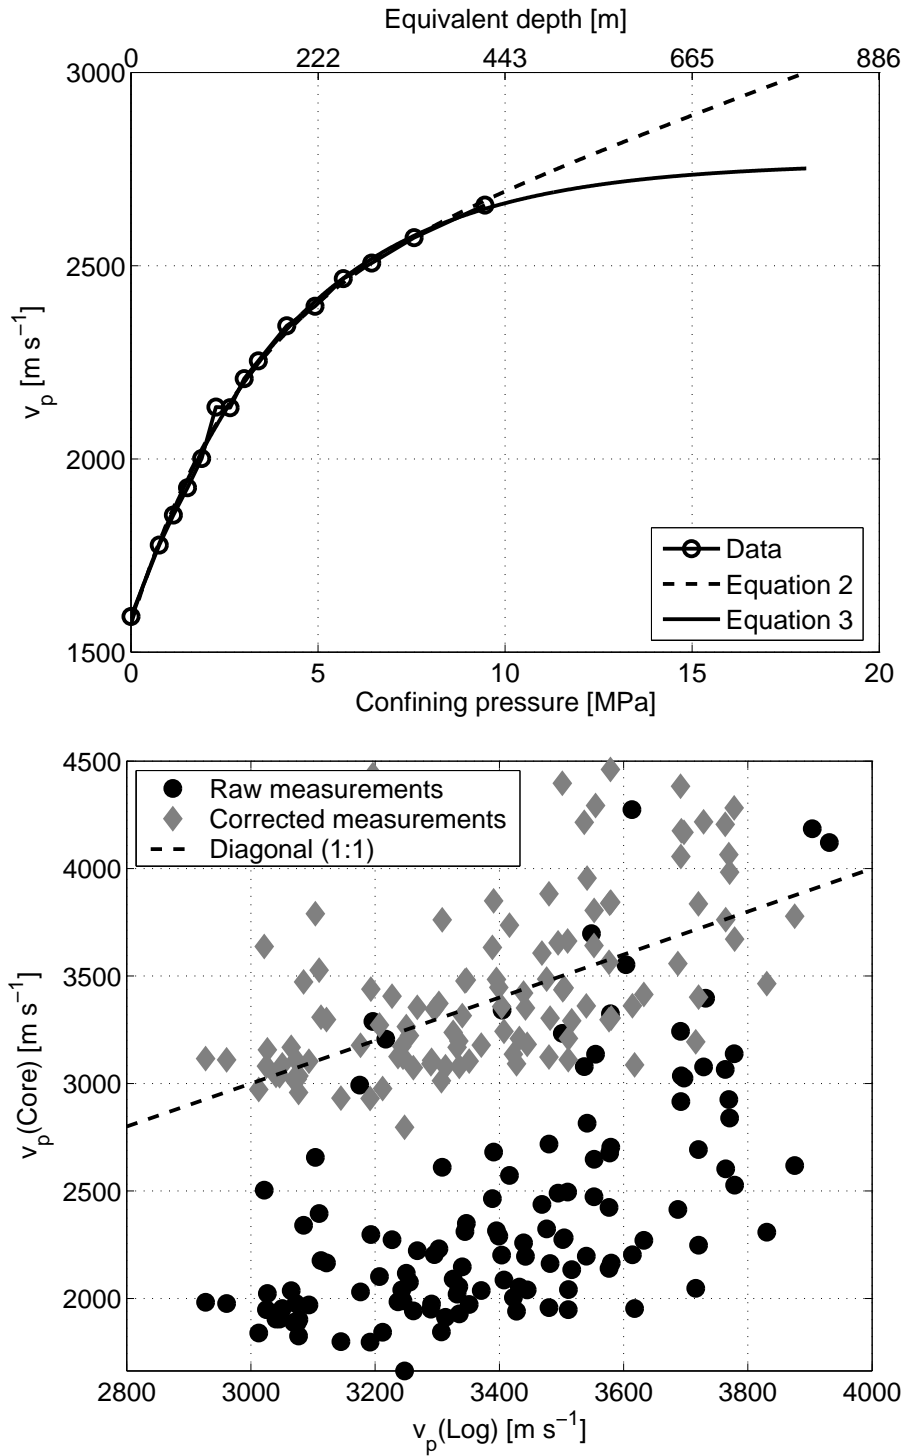 Equivalent depth [m]
0 222 443 665 886
3000
2500
2000
1500
v_p [m s⁻¹]
Data
Equation 2
Equation 3
0 5 10 15 20
Confining pressure [MPa]
4500
4000
3500
3000
2500
2000
v_p(Core) [m s⁻¹]
Raw measurements
Corrected measurements
Diagonal (1:1)
2800 3000 3200 3400 3600 3800 4000
v_p(Log) [m s⁻¹]